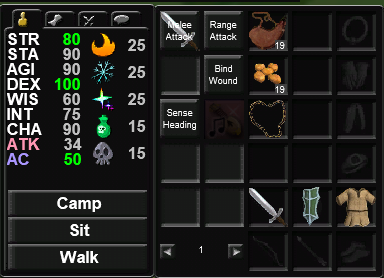 STR 80
STA 90
AGI 90
DEX 100
WIS 60
INT 75
CHA 90
ATK 34
AC 50
25
25
25
15
15
Camp
Sit
Walk
Melee
Attack
Range
Attack
19
Bind
Wound
19
Sense
Heading
1